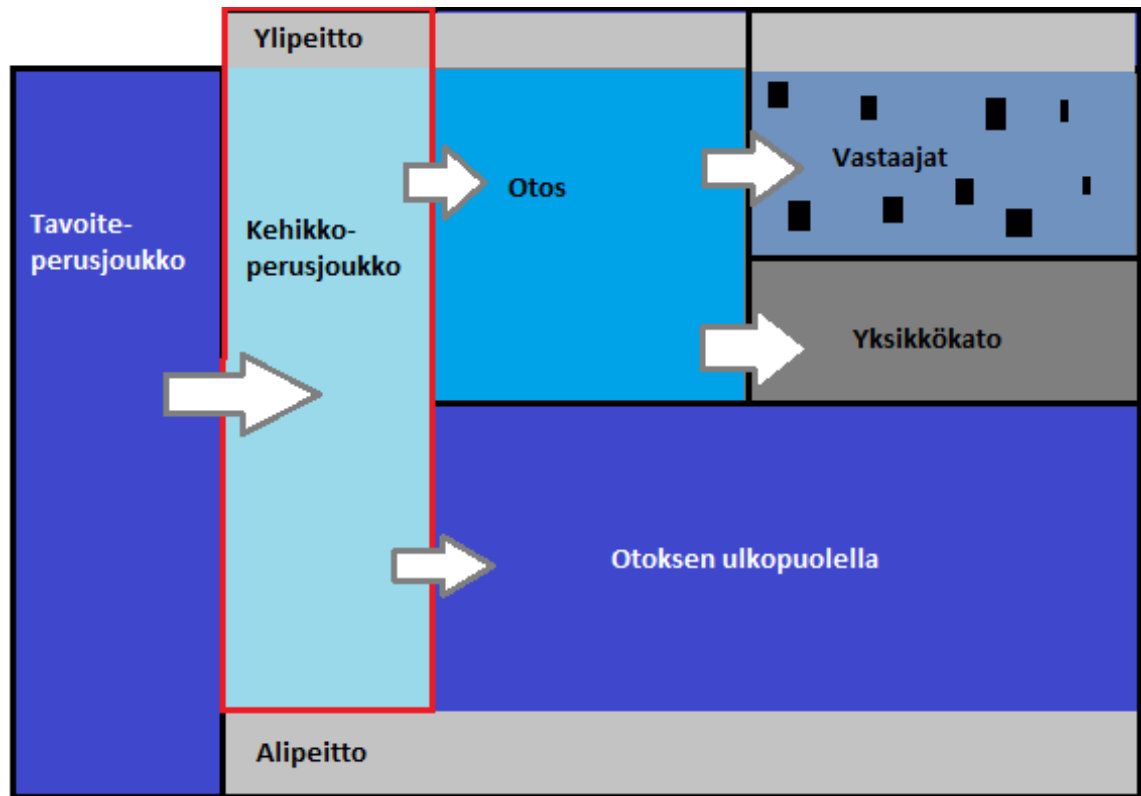 Ylipeitto
Tavoite-
perusjoukko
Kehikko-
perusjoukko
Otos
Vastaajat
Yksikkökato
Otoksen ulkopuolella
Alipeitto